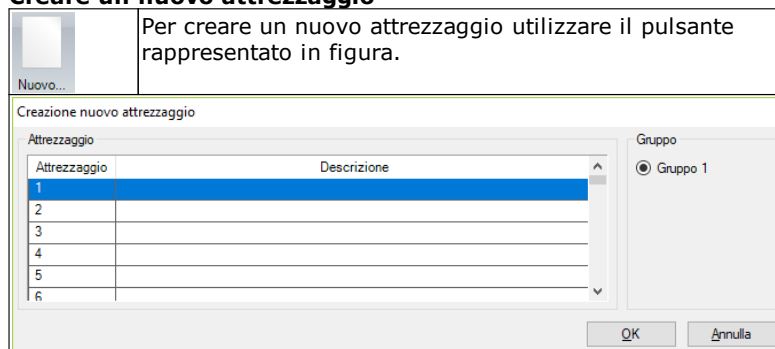 Creare un nuovo attrezzaggio
Per creare un nuovo attrezzaggio utilizzare il pulsante
rappresentato in figura.
Nuovo...
Creazione nuovo attrezzaggio
Attrezzaggio
Gruppo
Attrezzaggio Descrizione
Gruppo 1
1
2
3
4
5
6
OK Annulla